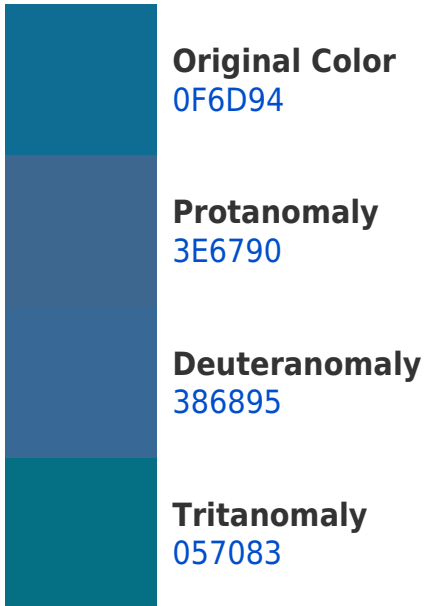 Original Color
0F6D94
Protanomaly
3E6790
Deuteranomaly
386895
Tritanomaly
057083